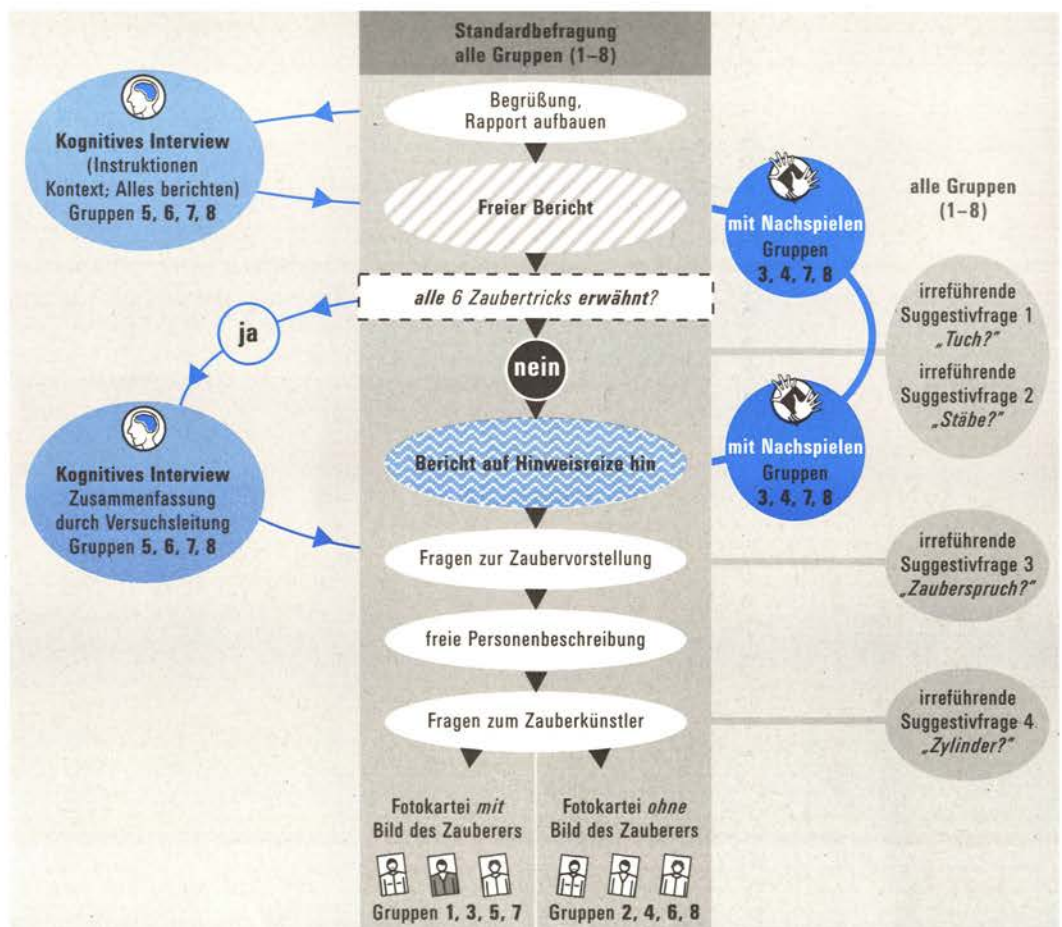 Standardbefragung
alle Gruppen (1–8)
Begrüßung,
Rapport aufbauen
Kognitives Interview
(Instruktionen
Kontext; Alles berichten)
Gruppen 5, 6, 7, 8
Freier Bericht
mit Nachspielen
Gruppen
3, 4, 7, 8
alle Gruppen
(1–8)
alle 6 Zaubertricks erwähnt?
ja
nein
irreführende
Suggestivfrage 1
„Tuch?"
irreführende
Suggestivfrage 2
„Stäbe?"
Bericht auf Hinweisreize hin
mit Nachspielen
Gruppen
3, 4, 7, 8
Kognitives Interview
Zusammenfassung
durch Versuchsleitung
Gruppen 5, 6, 7, 8
Fragen zur Zaubervorstellung
irreführende
Suggestivfrage 3
„Zauberspruch?"
freie Personenbeschreibung
Fragen zum Zauberkünstler
irreführende
Suggestivfrage 4
„Zylinder?"
Fotokartei mit
Bild des Zauberers
Gruppen 1, 3, 5, 7
Fotokartei ohne
Bild des Zauberers
Gruppen 2, 4, 6, 8